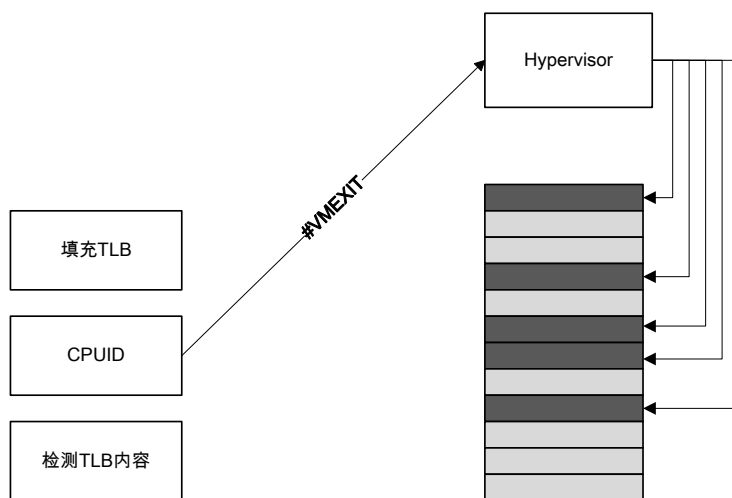 Hypervisor
#VMEXIT
填充TLB
CPUID
检测TLB内容